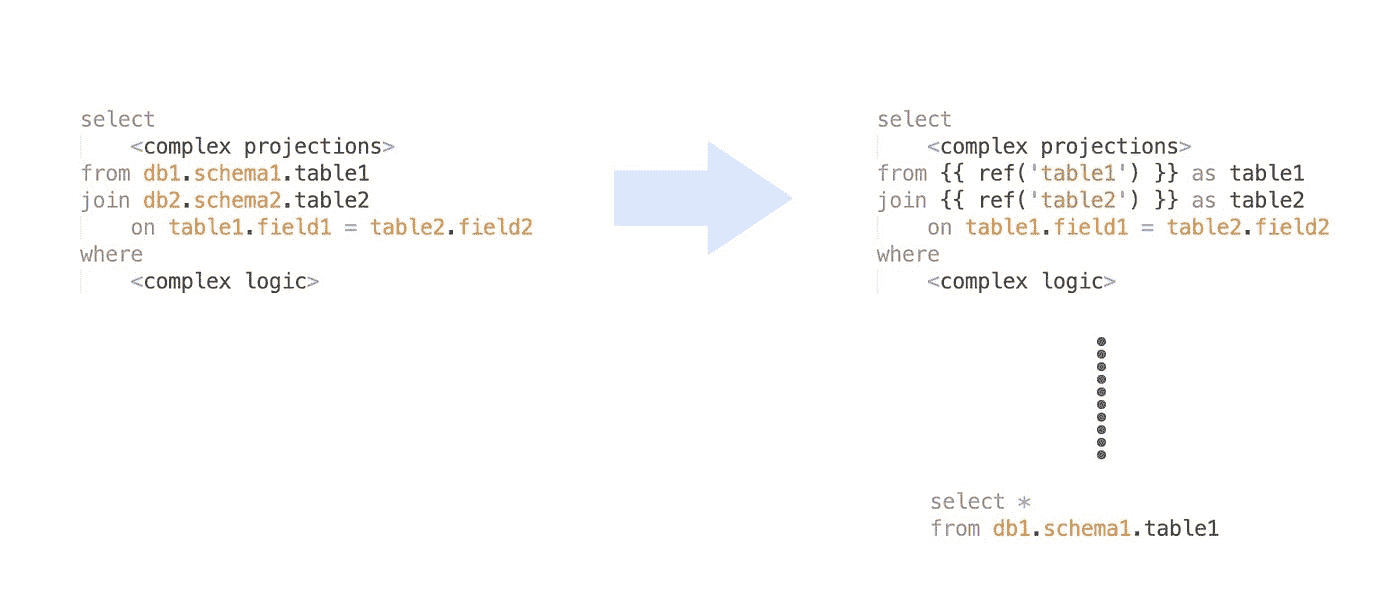 select
    <complex projections>
from db1.schema1.table1
join db2.schema2.table2
    on table1.field1 = table2.field2
where
    <complex logic>
select
    <complex projections>
from {{ ref('table1') }} as table1
join {{ ref('table2') }} as table2
    on table1.field1 = table2.field2
where
    <complex logic>
select *
from db1.schema1.table1